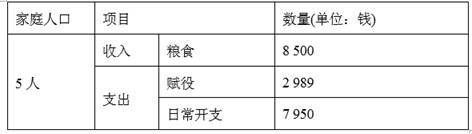 家庭人口 项目 数量(单位：钱)
5 人 收入 粮食 8 500
支出 赋役 2 989
日常开支 7 950